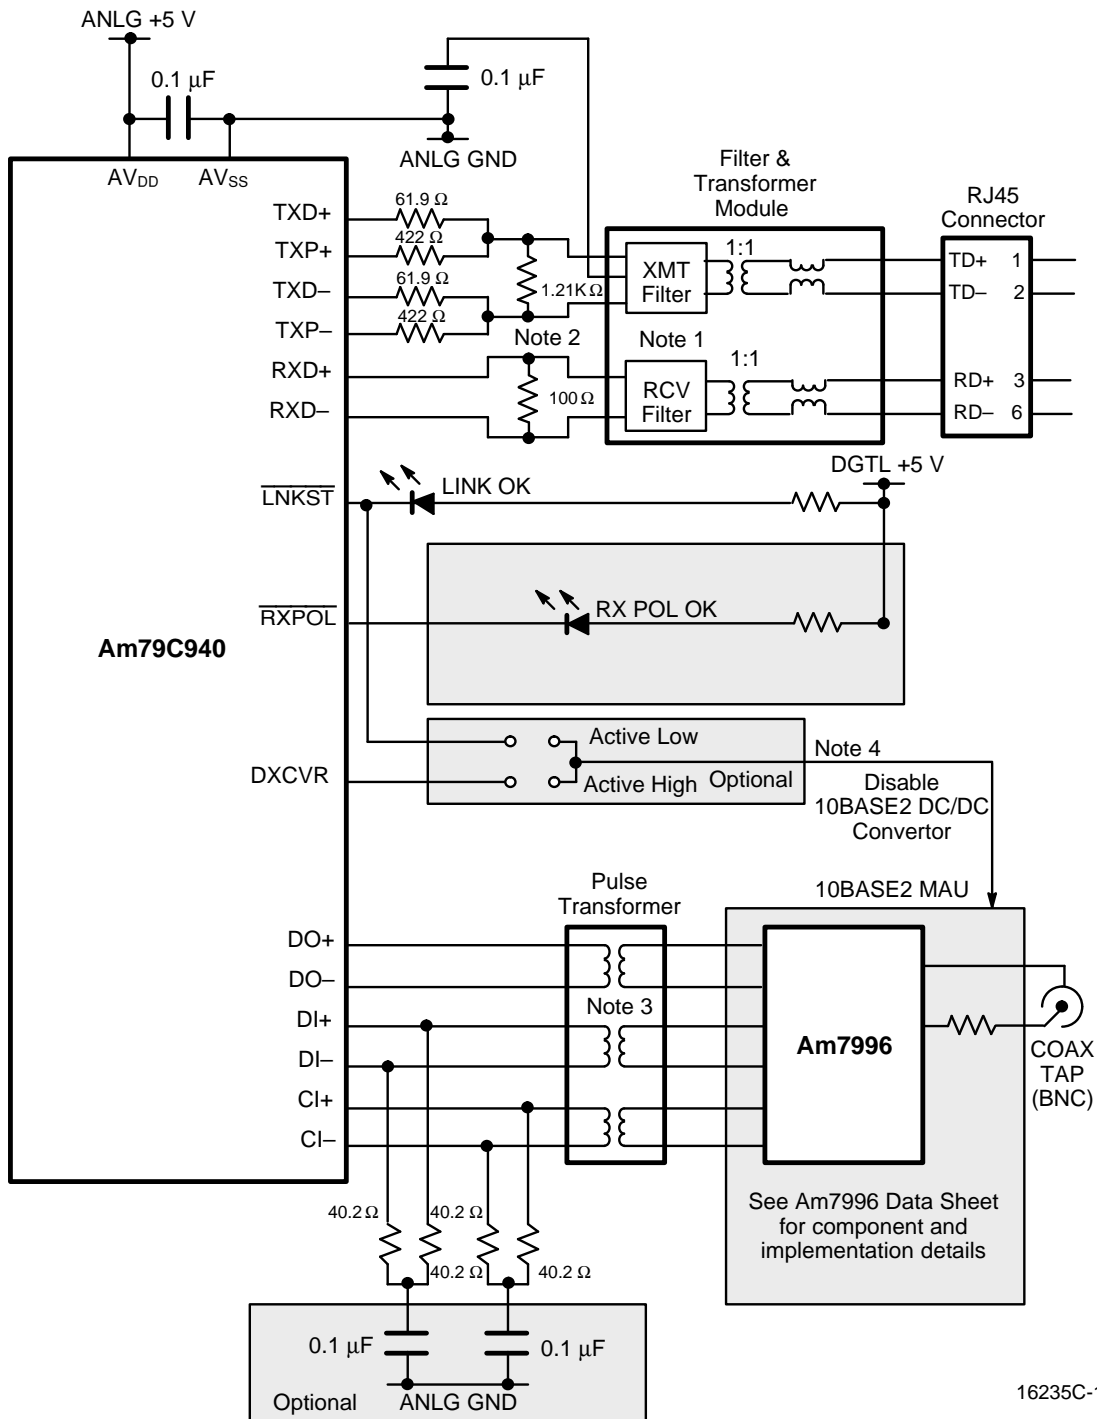 ANLG +5 V
0.1 μF
0.1 μF
ANLG GND
AVDD
AVSS
Filter &
Transformer
Module
RJ45
Connector
TXD+
61.9 Ω
TXP+
422 Ω
TXD–
61.9 Ω
TXP–
422 Ω
1.21K Ω
XMT
Filter
1:1
TD+ 1
TD– 2
Note 2
Note 1
RXD+
RXD–
100 Ω
RCV
Filter
1:1
RD+ 3
RD– 6
DGTL +5 V
LNKST
LINK OK
RXPOL
RX POL OK
Am79C940
DXCVR
Active Low
Active High
Optional
Note 4
Disable
10BASE2 DC/DC
Convertor
Pulse
Transformer
10BASE2 MAU
DO+
DO–
DI+
DI–
CI+
CI–
Note 3
Am7996
COAX
TAP
(BNC)
See Am7996 Data Sheet
for component and
implementation details
40.2 Ω
40.2 Ω
40.2 Ω
40.2 Ω
0.1 μF
0.1 μF
Optional
ANLG GND